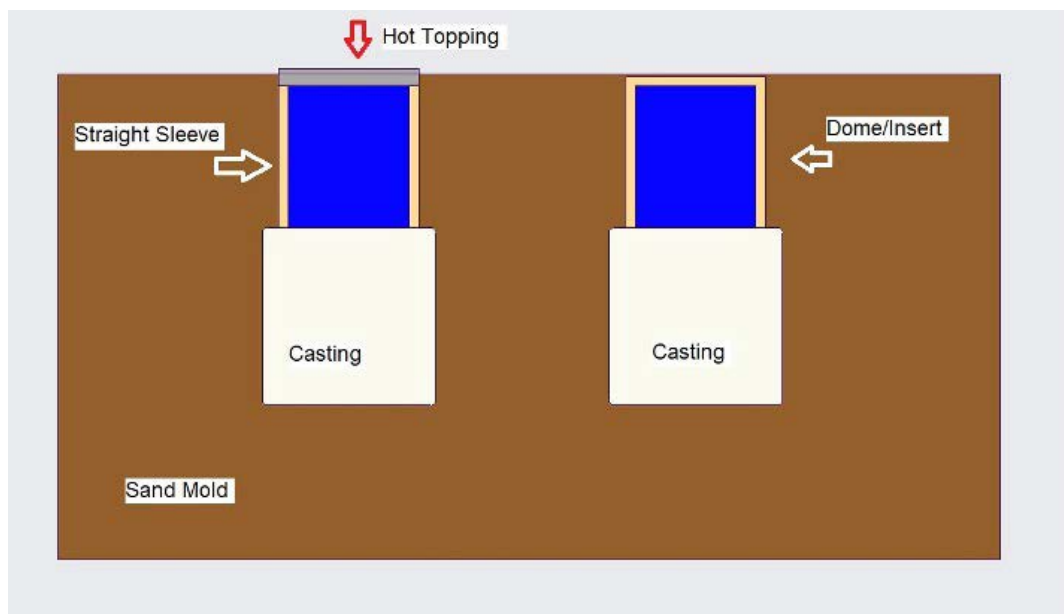 Hot Topping
Straight Sleeve
Dome/Insert
Casting
Casting
Sand Mold